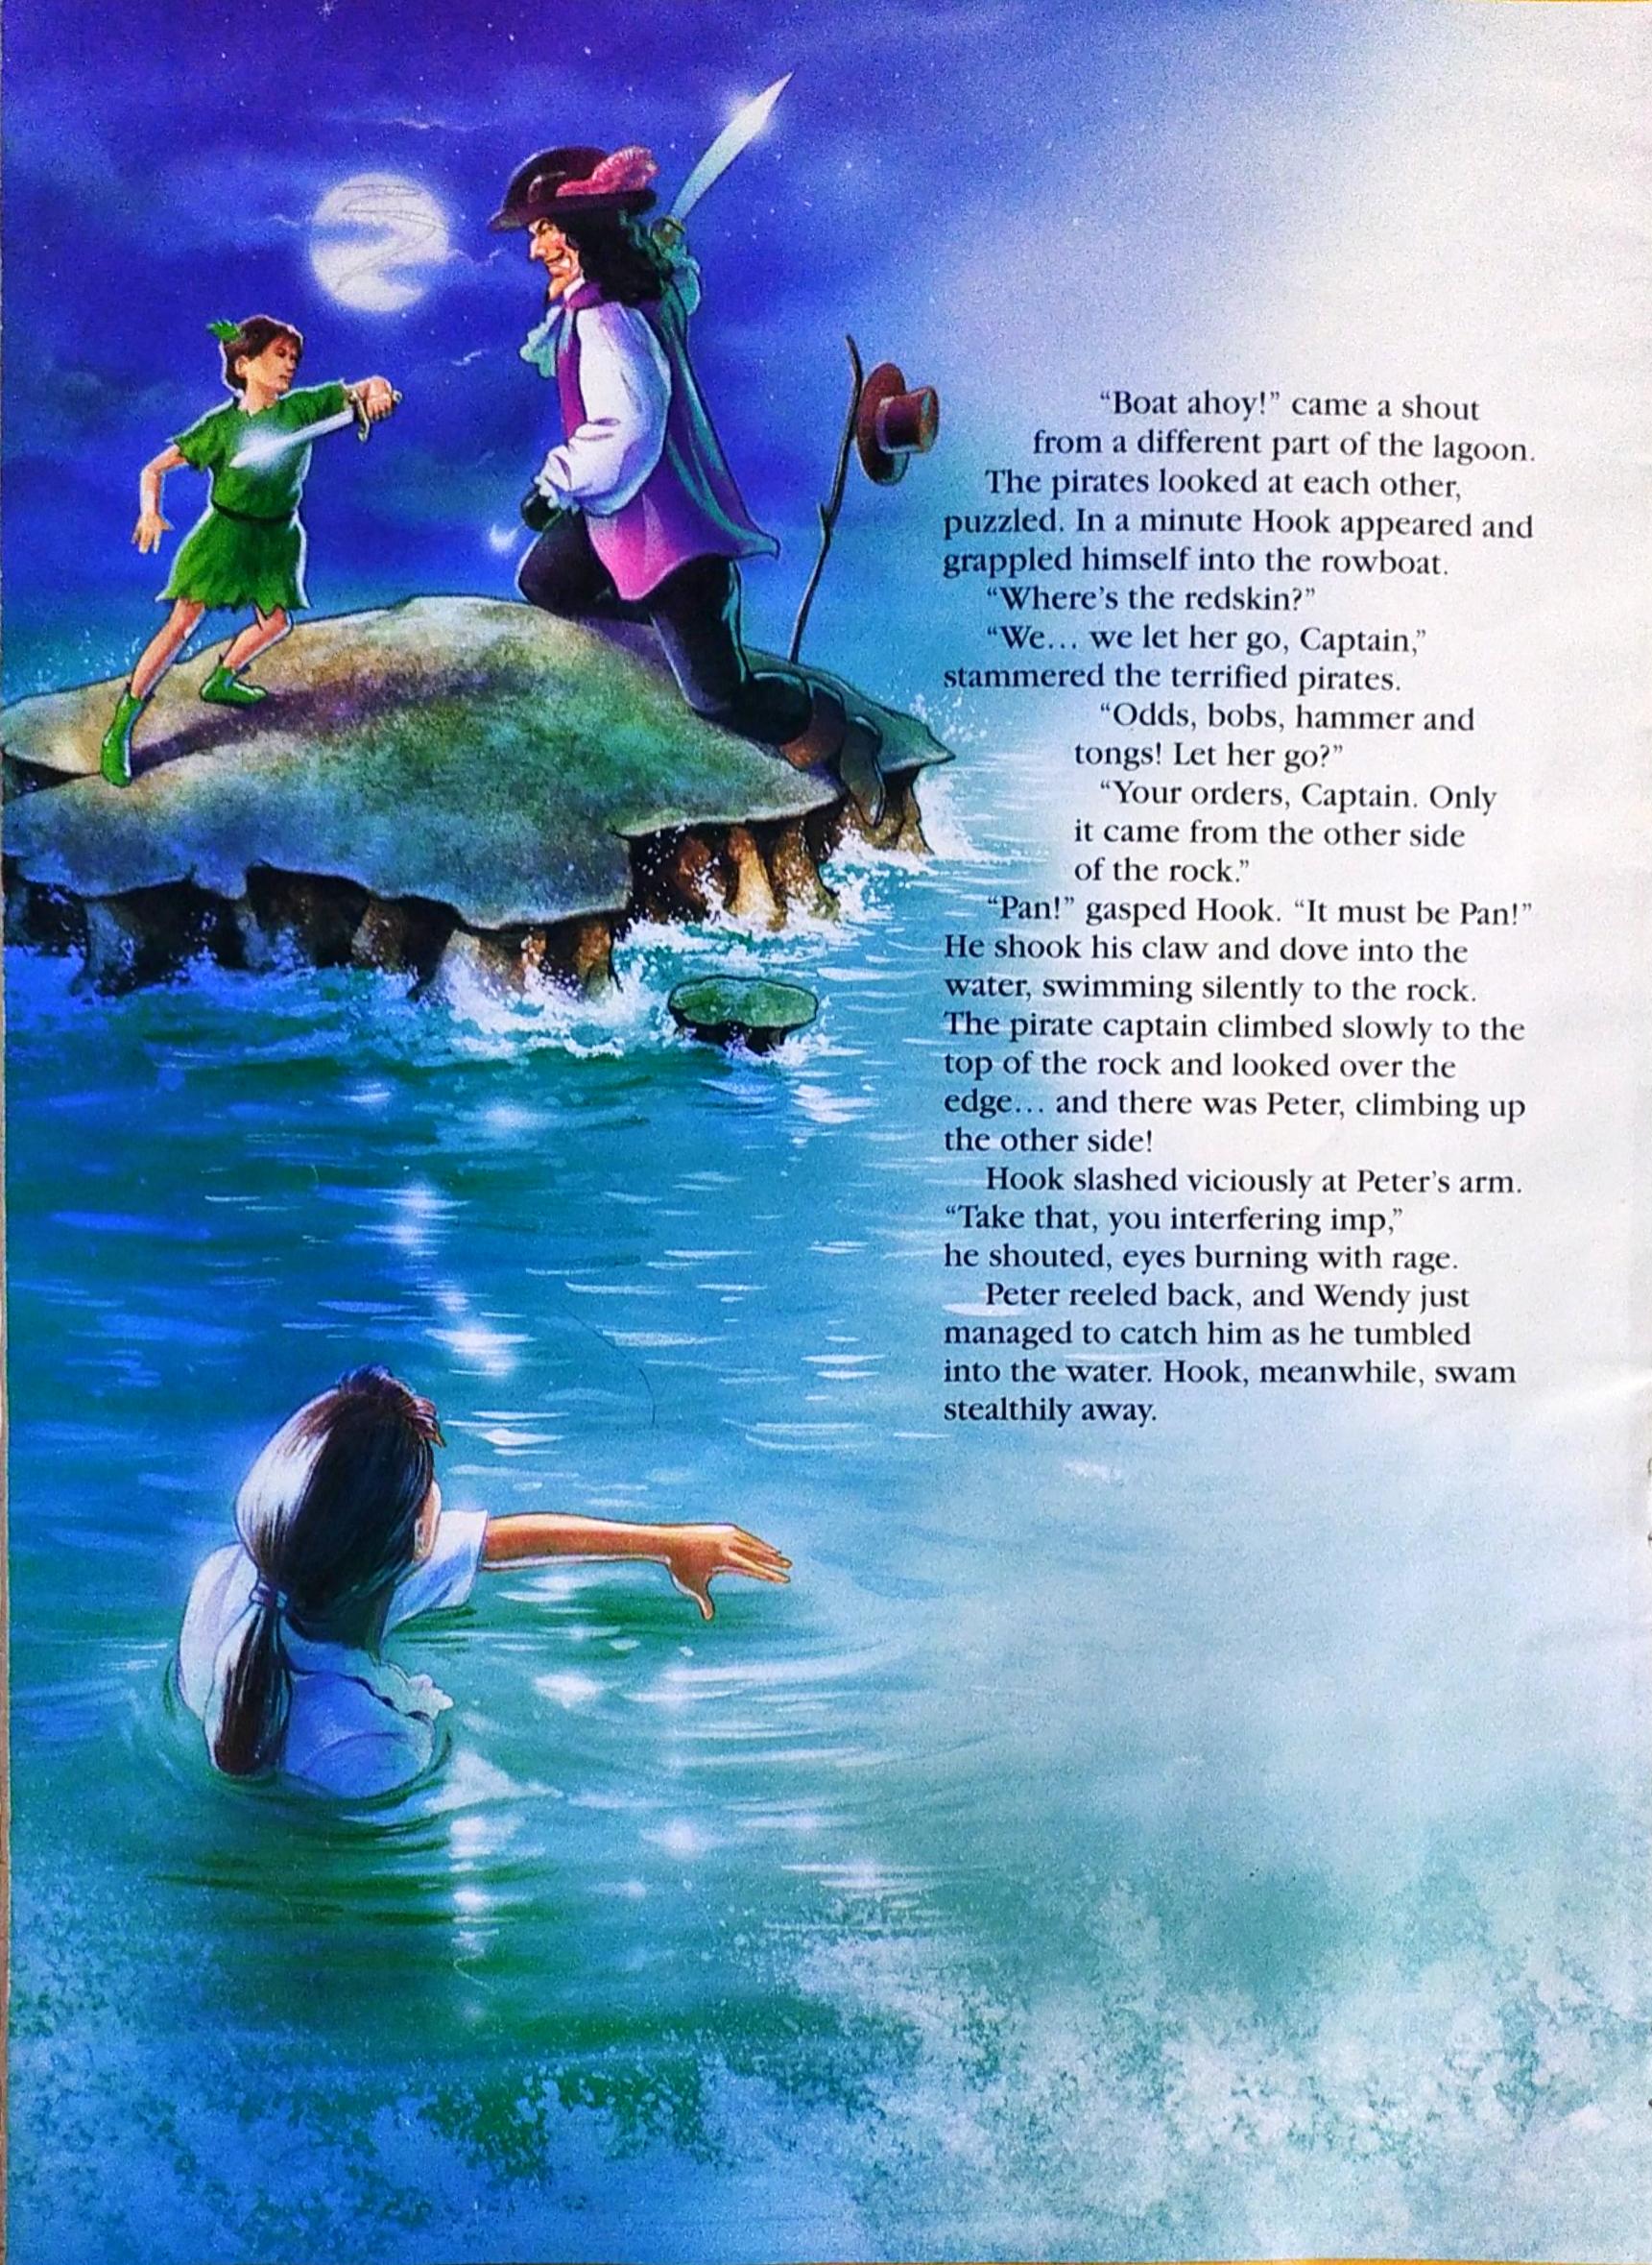 “Boat ahoy!” came a shout
from a different part of the lagoon.
The pirates looked at each other,
puzzled. In a minute Hook appeared and
grappled himself into the rowboat.
“Where’s the redskin?”
“We... we let her go, Captain,”
stammered the terrified pirates.
“Odds, bobs, hammer and
tongs! Let her go?”
“Your orders, Captain. Only
it came from the other side
of the rock.”
“Pan!” gasped Hook. “It must be Pan!”
He shook his claw and dove into the
water, swimming silently to the rock.
The pirate captain climbed slowly to the
top of the rock and looked over the
edge... and there was Peter, climbing up
the other side!
Hook slashed viciously at Peter’s arm.
“Take that, you interfering imp,”
he shouted, eyes burning with rage.
Peter reeled back, and Wendy just
managed to catch him as he tumbled
into the water. Hook, meanwhile, swam
stealthily away.